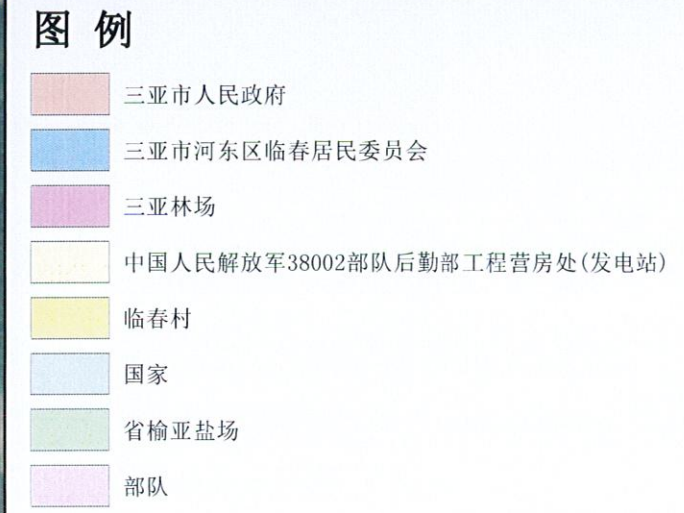 图 例
三亚市人民政府
三亚市河东区临春居民委员会
三亚林场
中国人民解放军38002部队后勤部工程营房处(发电站)
临春村
国家
省榆亚盐场
部队